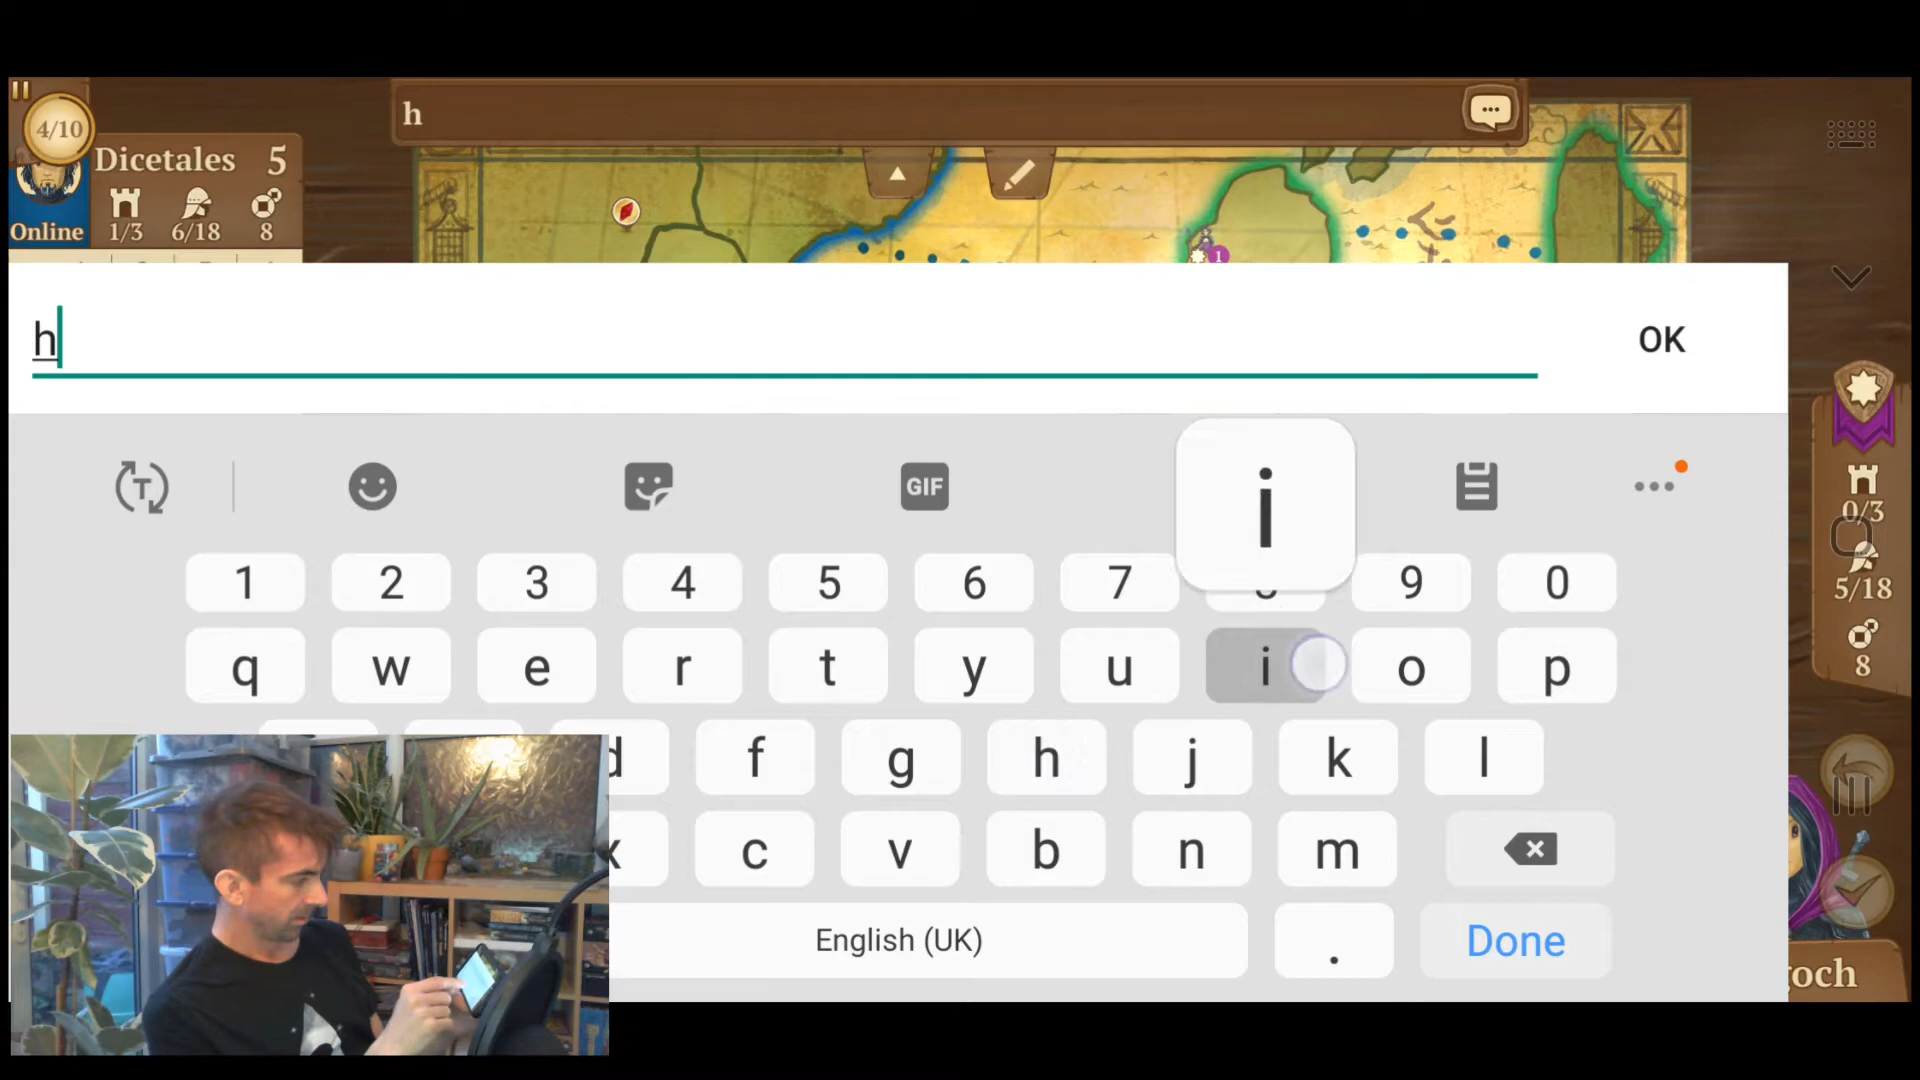 4/10
h
Dicetales 5
Online
1/3 6/18 8
1
h
OK
T
GIF
i
1 2 3 4 5 6 7 9 0
q w e r t y u i o p
d f g h j k l
x c v b n m
English (UK) . Done
0/3
5/18
8
och